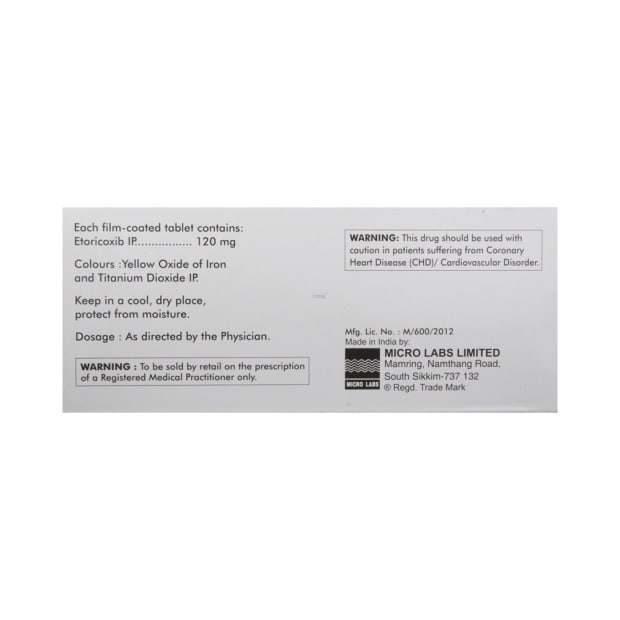 Each film-coated tablet contains:
Etoricoxib IP................ 120 mg
Colours :Yellow Oxide of Iron
and Titanium Dioxide IP.
Keep in a cool, dry place,
protect from moisture.
Dosage : As directed by the Physician.
WARNING : To be sold by retail on the prescription
of a Registered Medical Practitioner only.
WARNING: This drug should be used with
caution in patients suffering from Coronary
Heart Disease (CHD)/ Cardiovascular Disorder.
Mfg. Lic. No. : M/600/2012
Made in India by:
MICRO LABS LIMITED
Mamring, Namthang Road,
South Sikkim-737 132
® Regd. Trade Mark
MICRO LABS